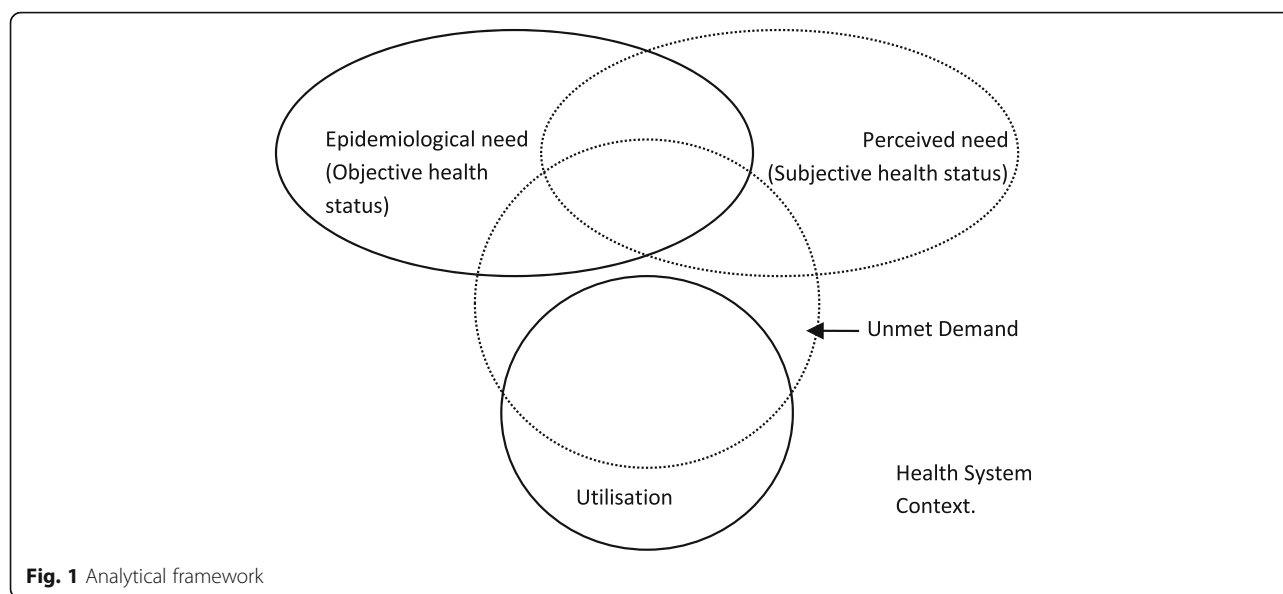 Epidemiological need
(Objective health
status)
Perceived need
(Subjective health status)
Unmet Demand
Utilisation
Health System
Context.
Fig. 1 Analytical framework